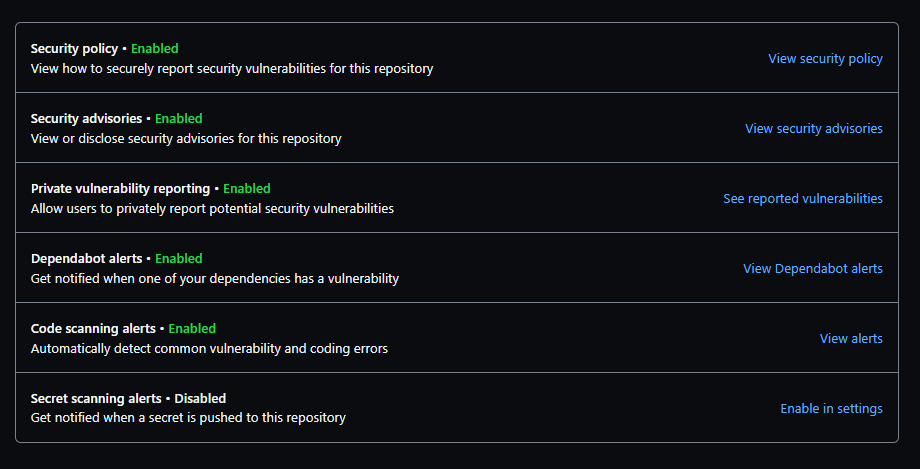 Security policy • Enabled
View how to securely report security vulnerabilities for this repository
View security policy
Security advisories • Enabled
View or disclose security advisories for this repository
View security advisories
Private vulnerability reporting • Enabled
Allow users to privately report potential security vulnerabilities
See reported vulnerabilities
Dependabot alerts • Enabled
Get notified when one of your dependencies has a vulnerability
View Dependabot alerts
Code scanning alerts • Enabled
Automatically detect common vulnerability and coding errors
View alerts
Secret scanning alerts • Disabled
Get notified when a secret is pushed to this repository
Enable in settings